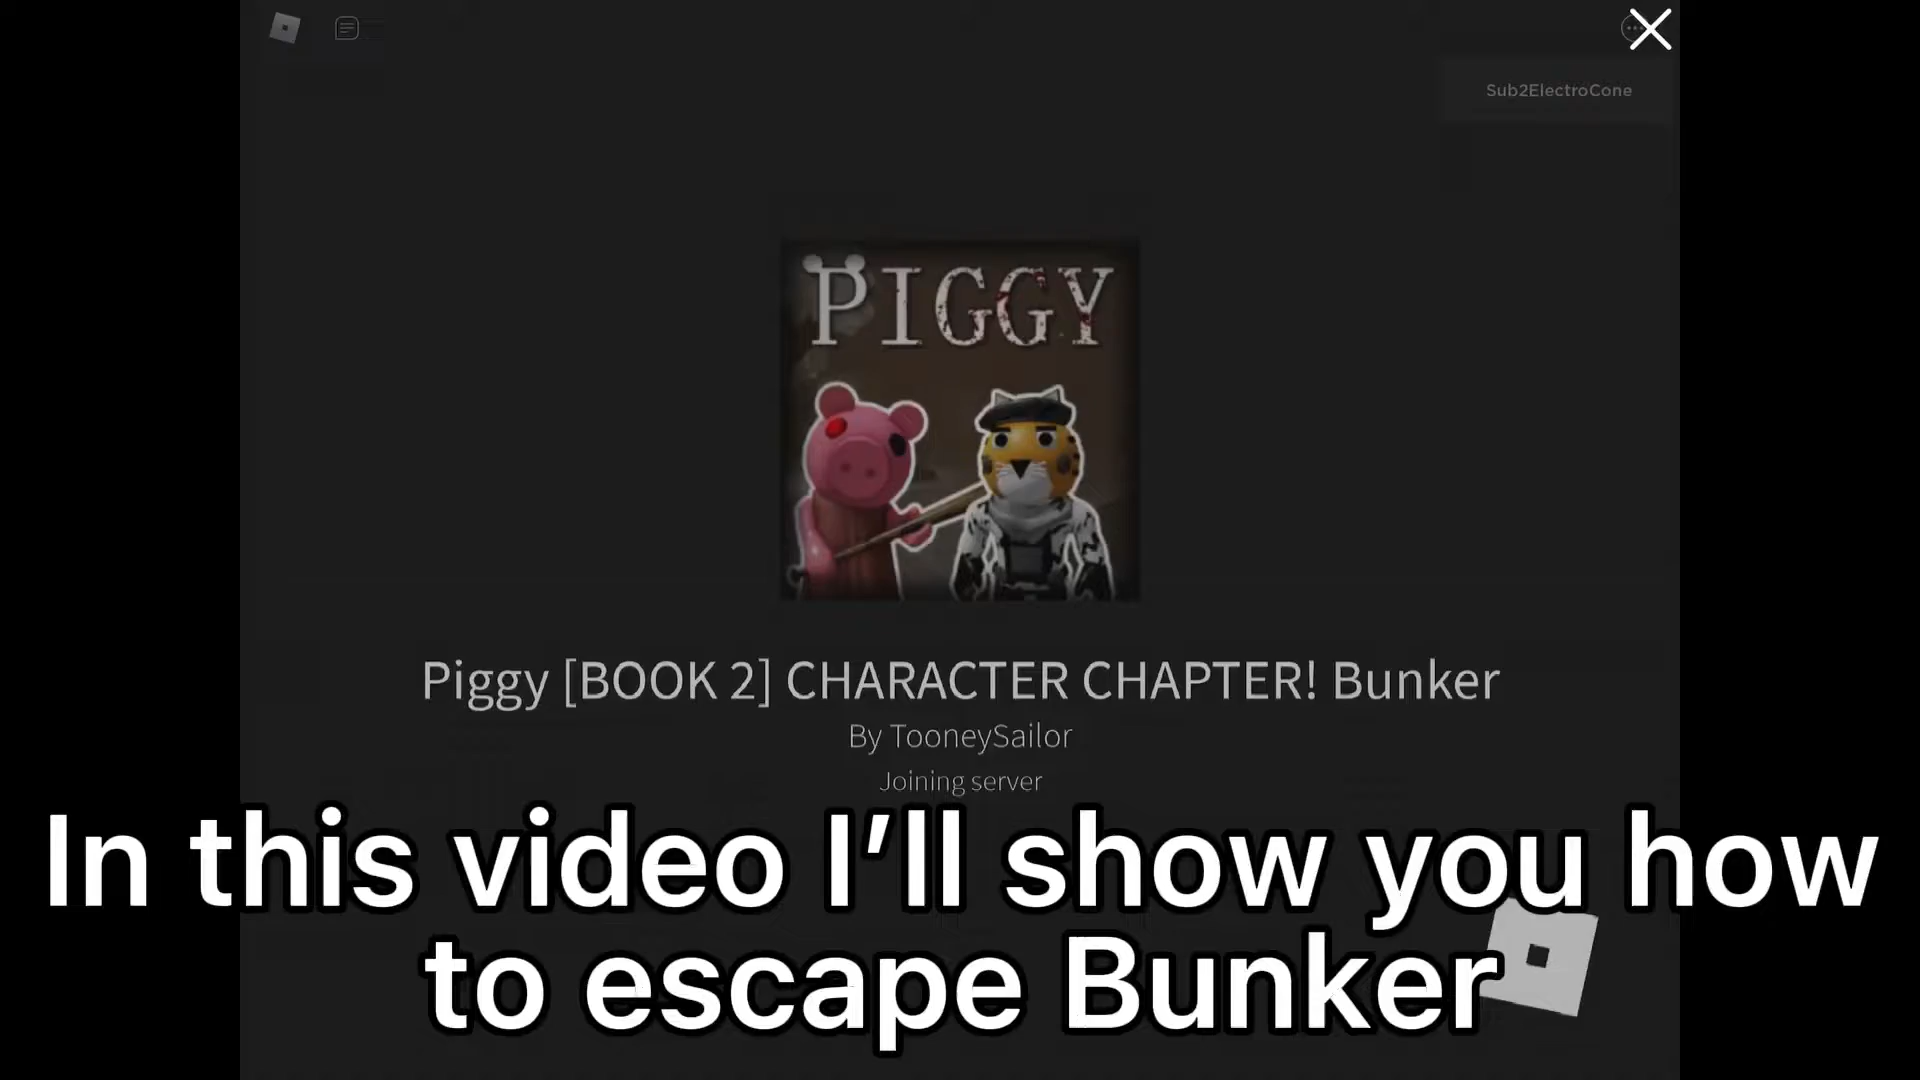 Sub2ElectroCone
PIGGY
Piggy [BOOK 2] CHARACTER CHAPTER! Bunker
By TooneySailor
Joining server
In this video I’ll show you how
to escape Bunker